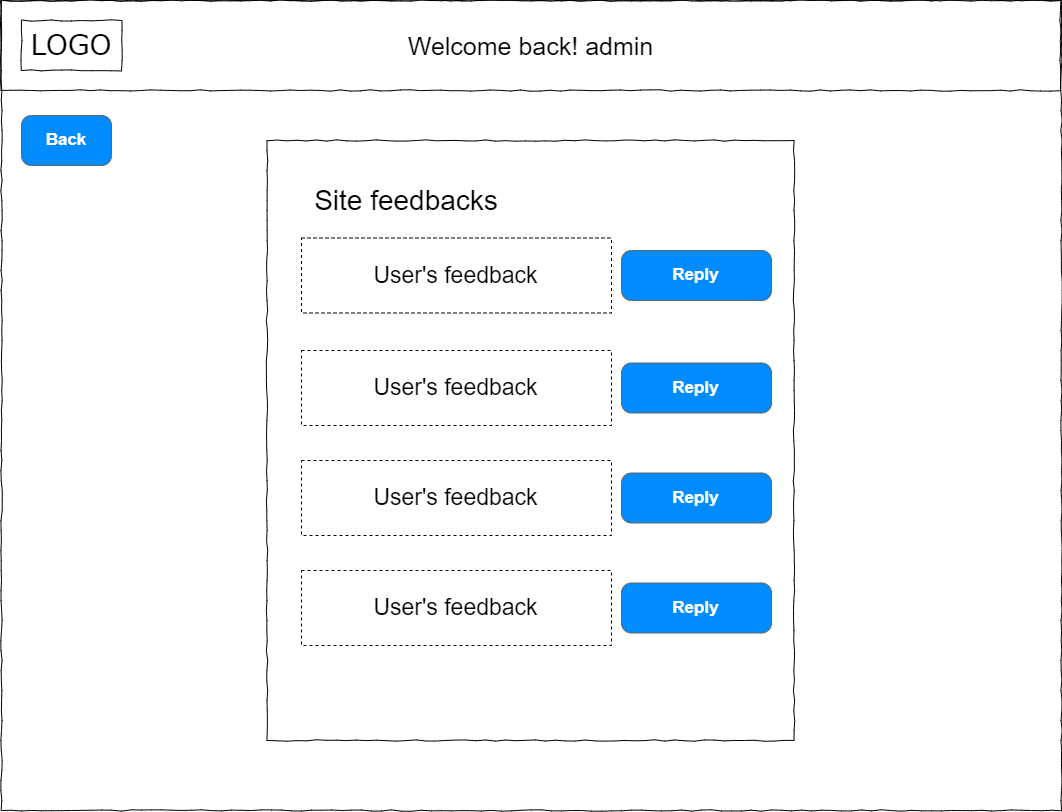 LOGO
Welcome back! admin
Back
Site feedbacks
User's feedback
Reply
User's feedback
Reply
User's feedback
Reply
User's feedback
Reply